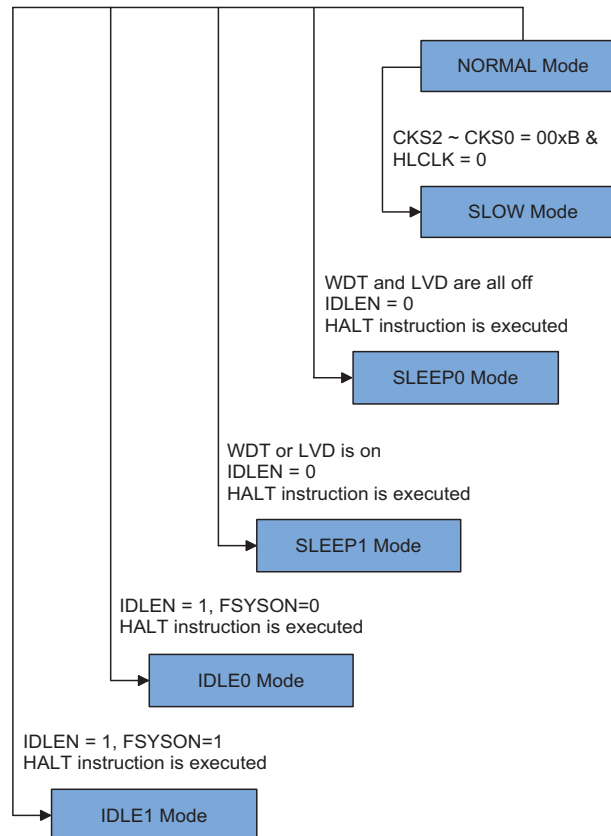 NORMAL Mode
CKS2 ~ CKS0 = 00xB &
HLCLK = 0
SLOW Mode
WDT and LVD are all off
IDLEN = 0
HALT instruction is executed
SLEEP0 Mode
WDT or LVD is on
IDLEN = 0
HALT instruction is executed
SLEEP1 Mode
IDLEN = 1, FSYSON=0
HALT instruction is executed
IDLE0 Mode
IDLEN = 1, FSYSON=1
HALT instruction is executed
IDLE1 Mode